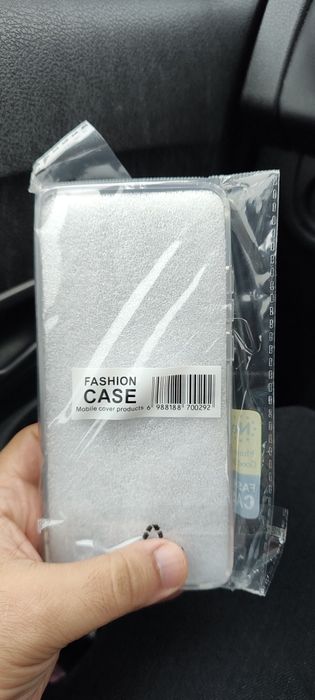 FASHION
CASE
Mobile cover products 6 988188 700292